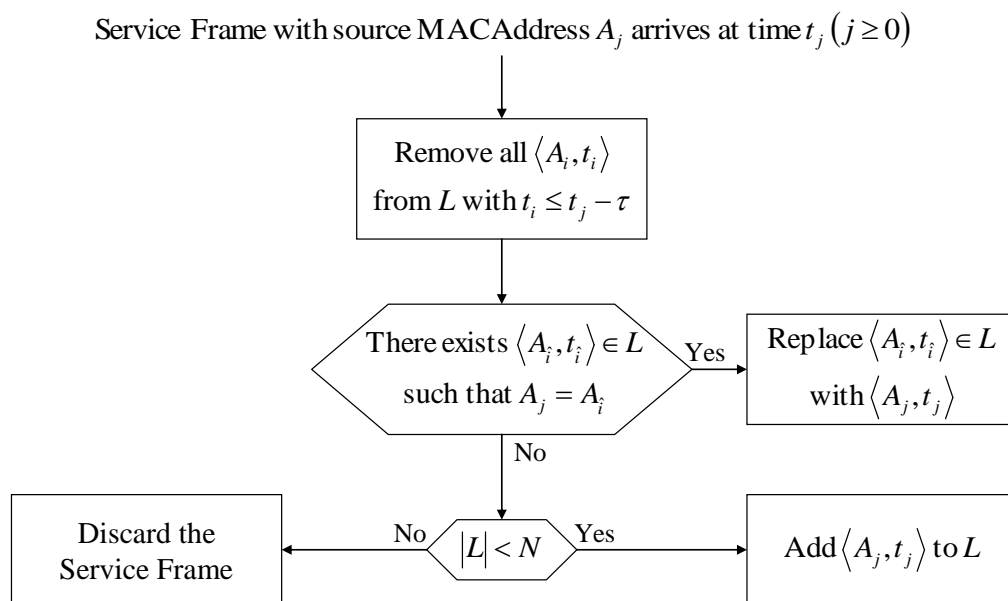 Service Frame with source MACAddress A_j arrives at time t_j (j ≥ 0)
Remove all ⟨A_i, t_i⟩
from L with t_i ≤ t_j − τ
There exists ⟨A_î, t_î⟩ ∈ L
such that A_j = A_î
Yes
Replace ⟨A_î, t_î⟩ ∈ L
with ⟨A_j, t_j⟩
No
Discard the
Service Frame
No
|L| < N
Yes
Add ⟨A_j, t_j⟩ to L